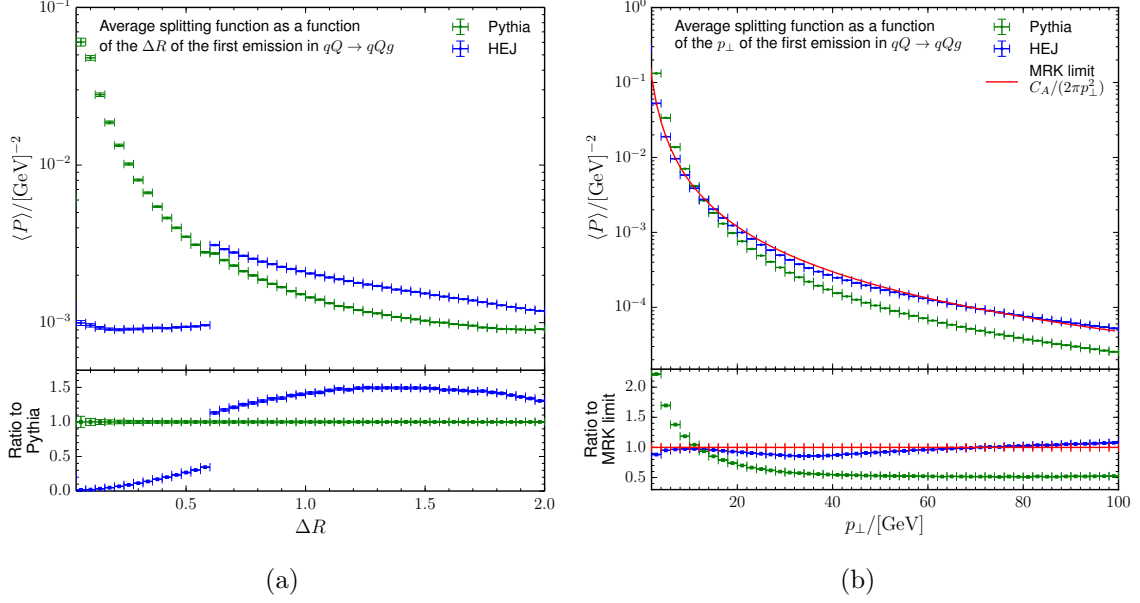 Average splitting function as a function
of the ΔR of the first emission in qQ → qQg
Pythia
HEJ
10^{-1}
10^{-2}
10^{-3}
⟨P⟩/[GeV]^{-2}
1.5
1.0
0.5
0.0
Ratio to
Pythia
0.5
1.0
1.5
2.0
ΔR
(a)
Average splitting function as a function
of the p_⊥ of the first emission in qQ → qQg
Pythia
HEJ
MRK limit
C_A/(2πp_⊥^2)
10^0
10^{-1}
10^{-2}
10^{-3}
10^{-4}
⟨P⟩/[GeV]^{-2}
2.0
1.5
1.0
0.5
Ratio to
MRK limit
20
40
60
80
100
p_⊥/[GeV]
(b)